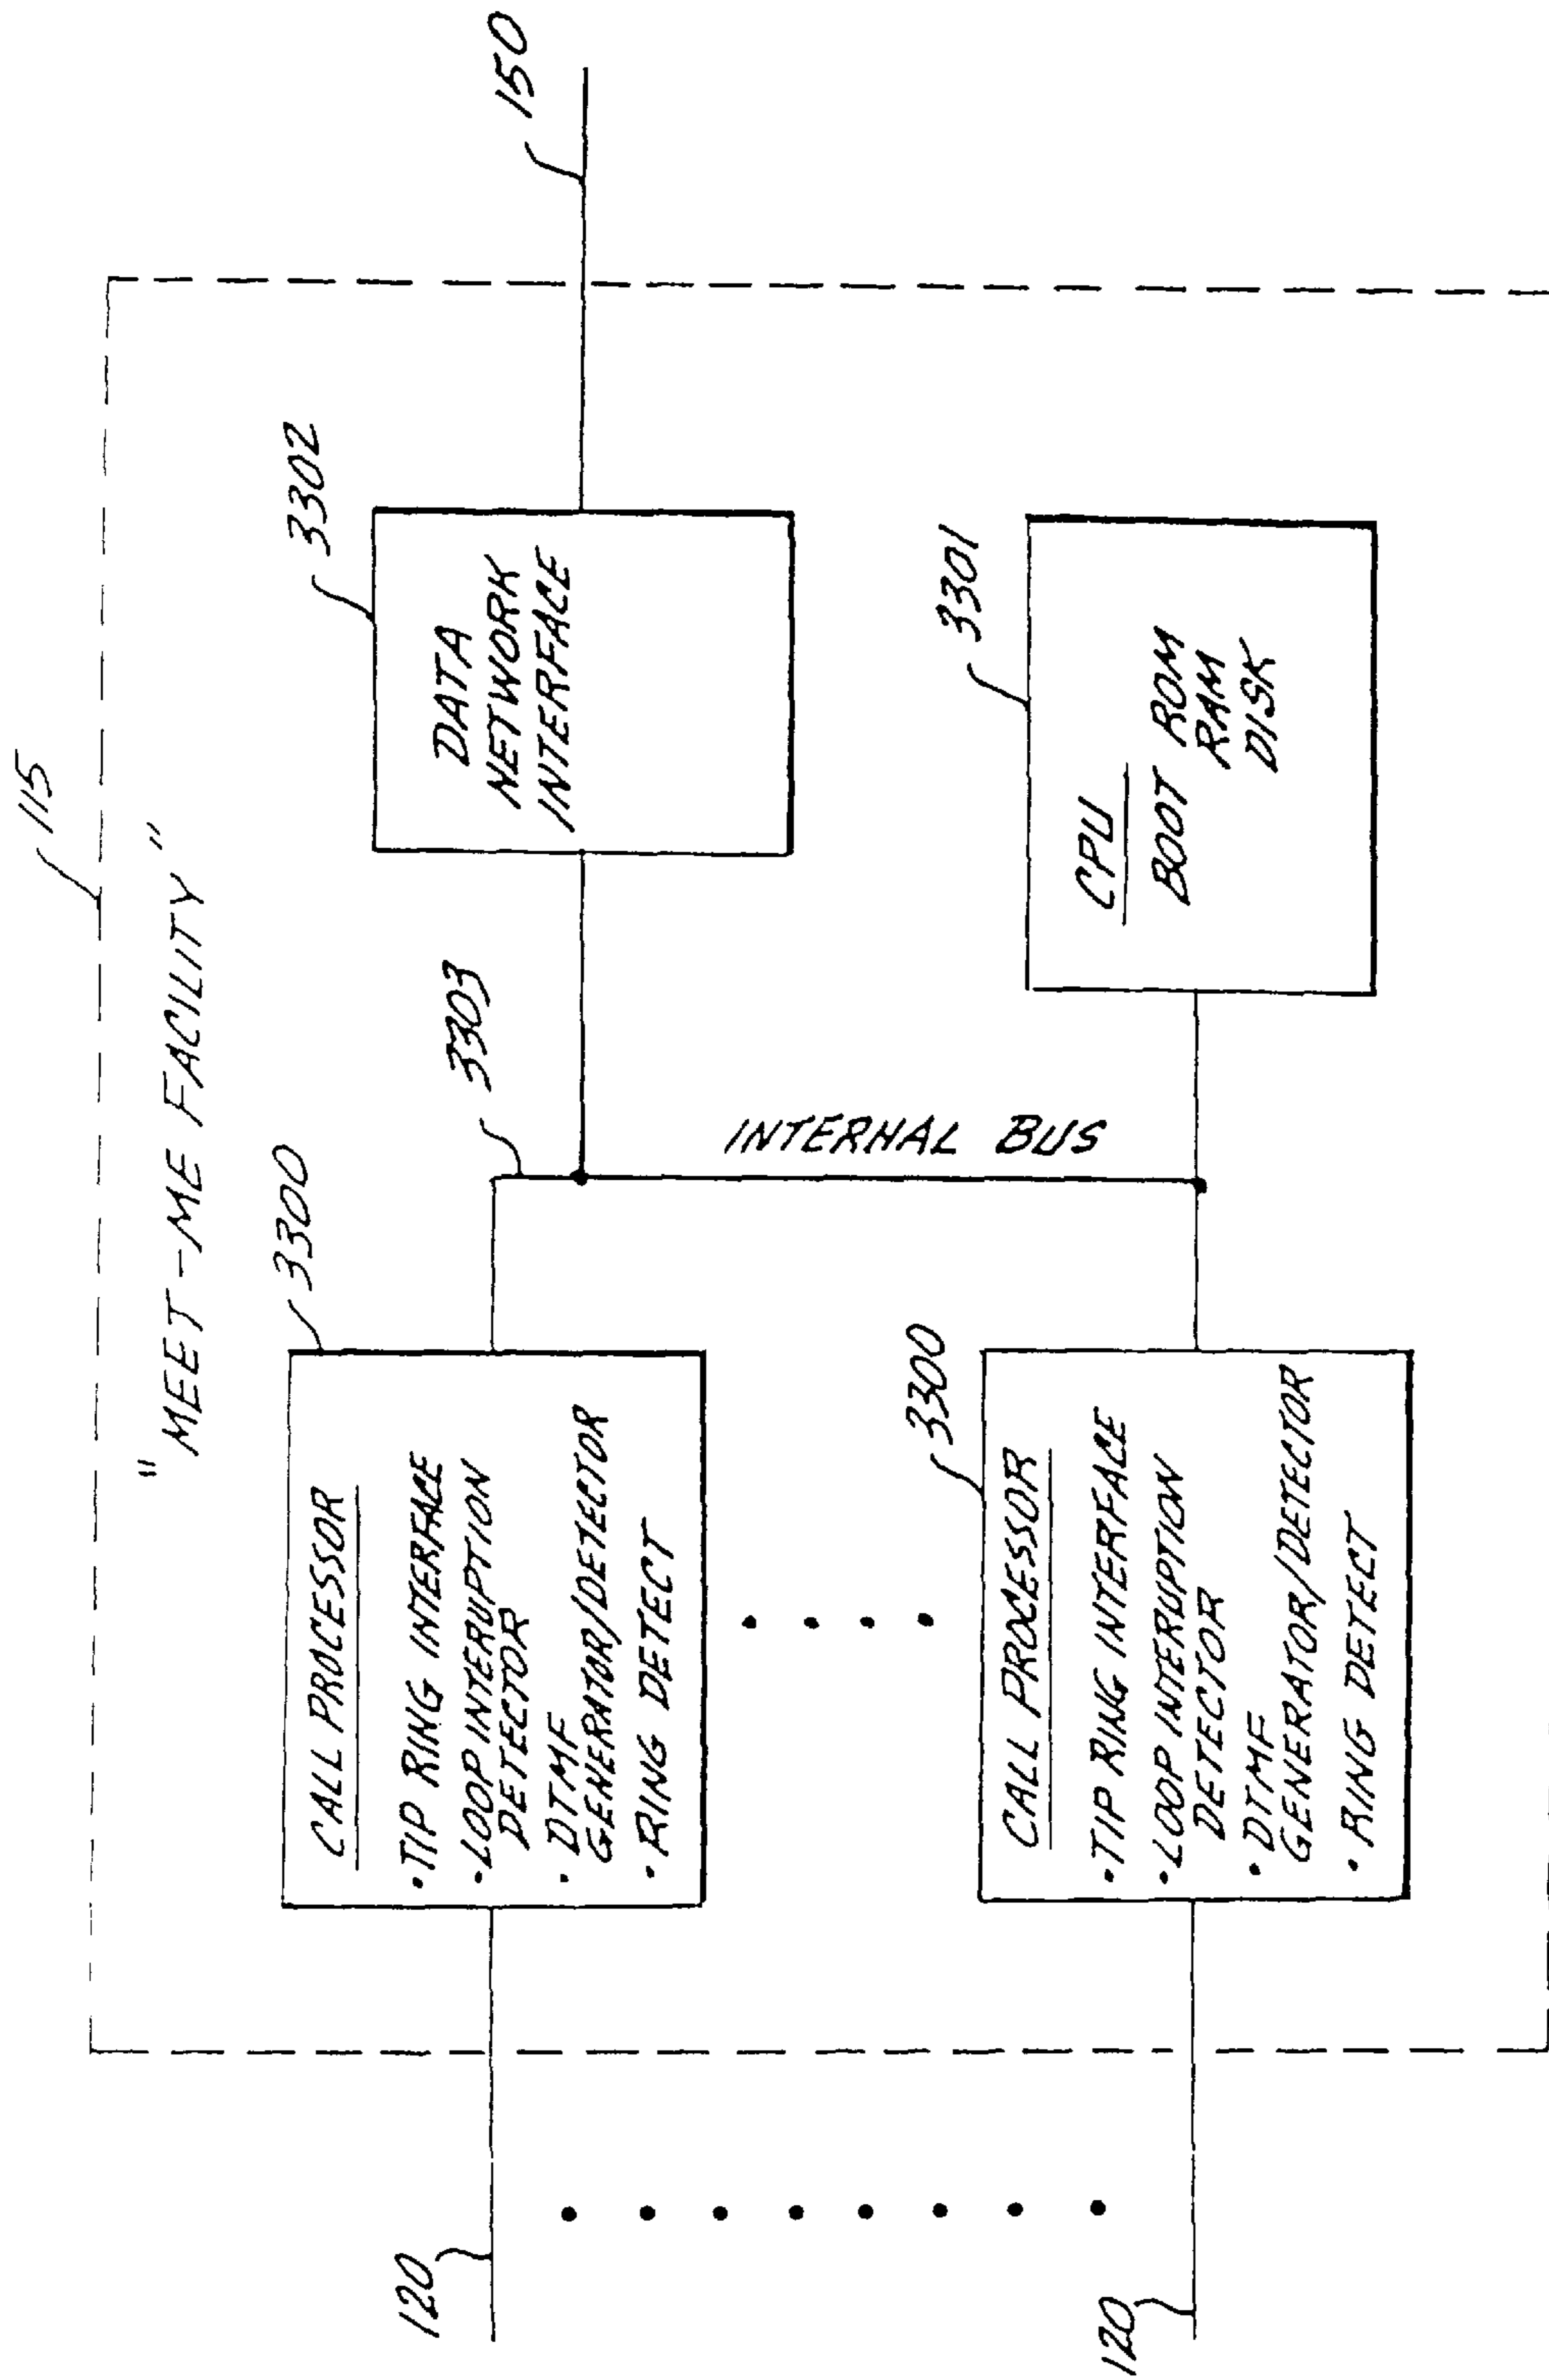 115
"MEET-ME FACILITY"
3300
CALL PROCESSOR
• TIP RING INTERFACE
• LOOP INTERRUPTION
DETECTOR
• DTMF
GENERATOR/DETECTOR
• RING DETECT
3303
3302
DATA
NETWORK
INTERFACE
150
120
INTERNAL BUS
3300
CALL PROCESSOR
• TIP RING INTERFACE
• LOOP INTERRUPTION
DETECTOR
• DTMF
GENERATOR/DETECTOR
• RING DETECT
3301
CPU
BOOT ROM
RAM
DISK
120